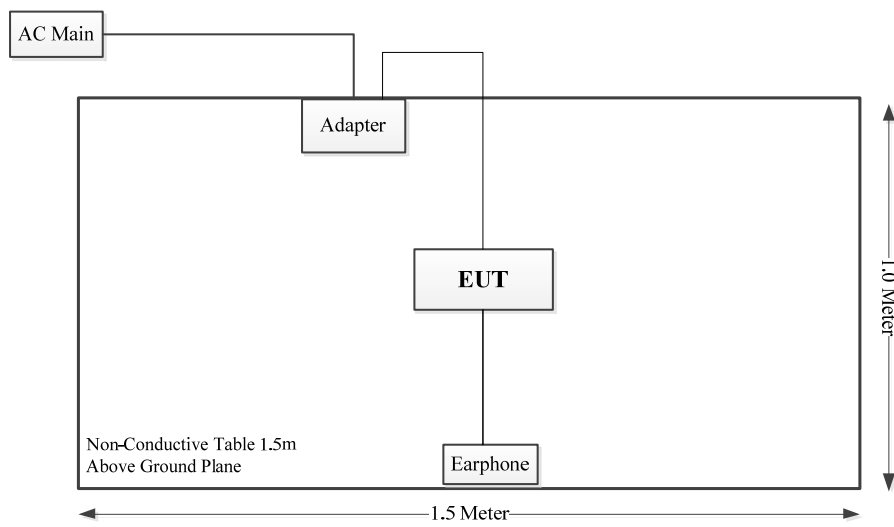 AC Main
Adapter
EUT
1.0 Meter
Non-Conductive Table 1.5m
Above Ground Plane
Earphone
1.5 Meter